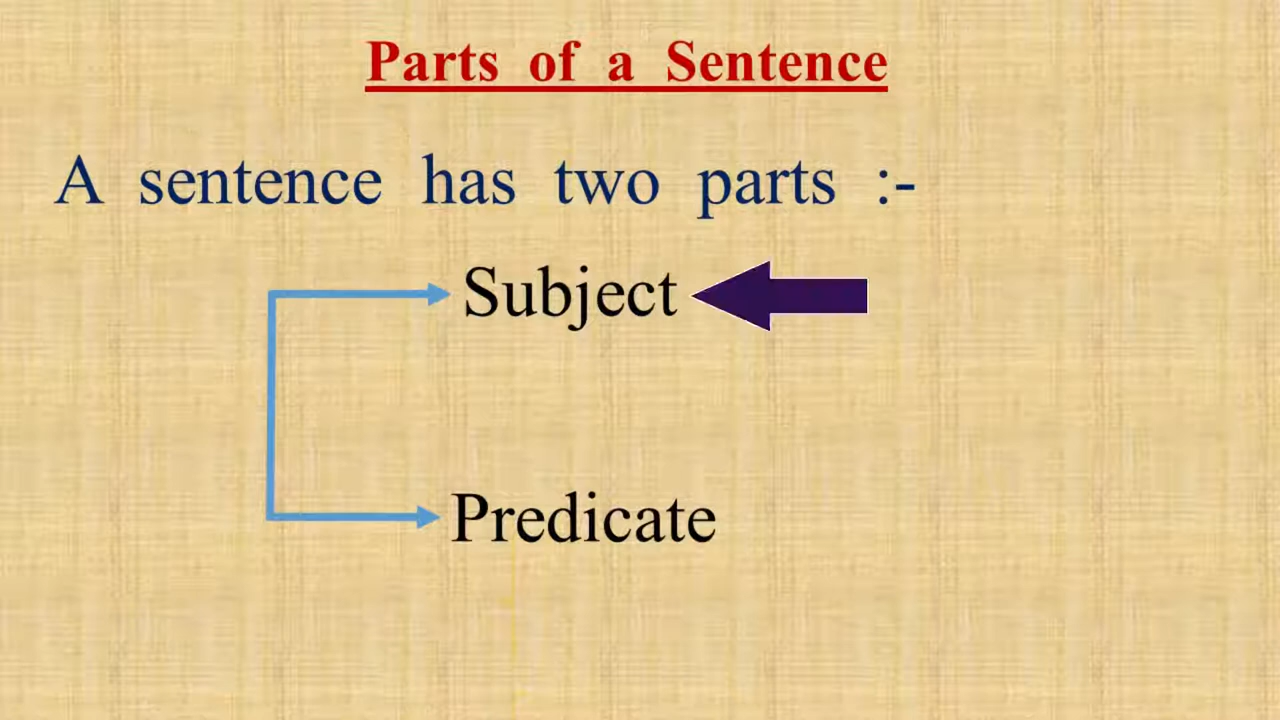 Parts of a Sentence
A sentence has two parts :-
Subject
Predicate